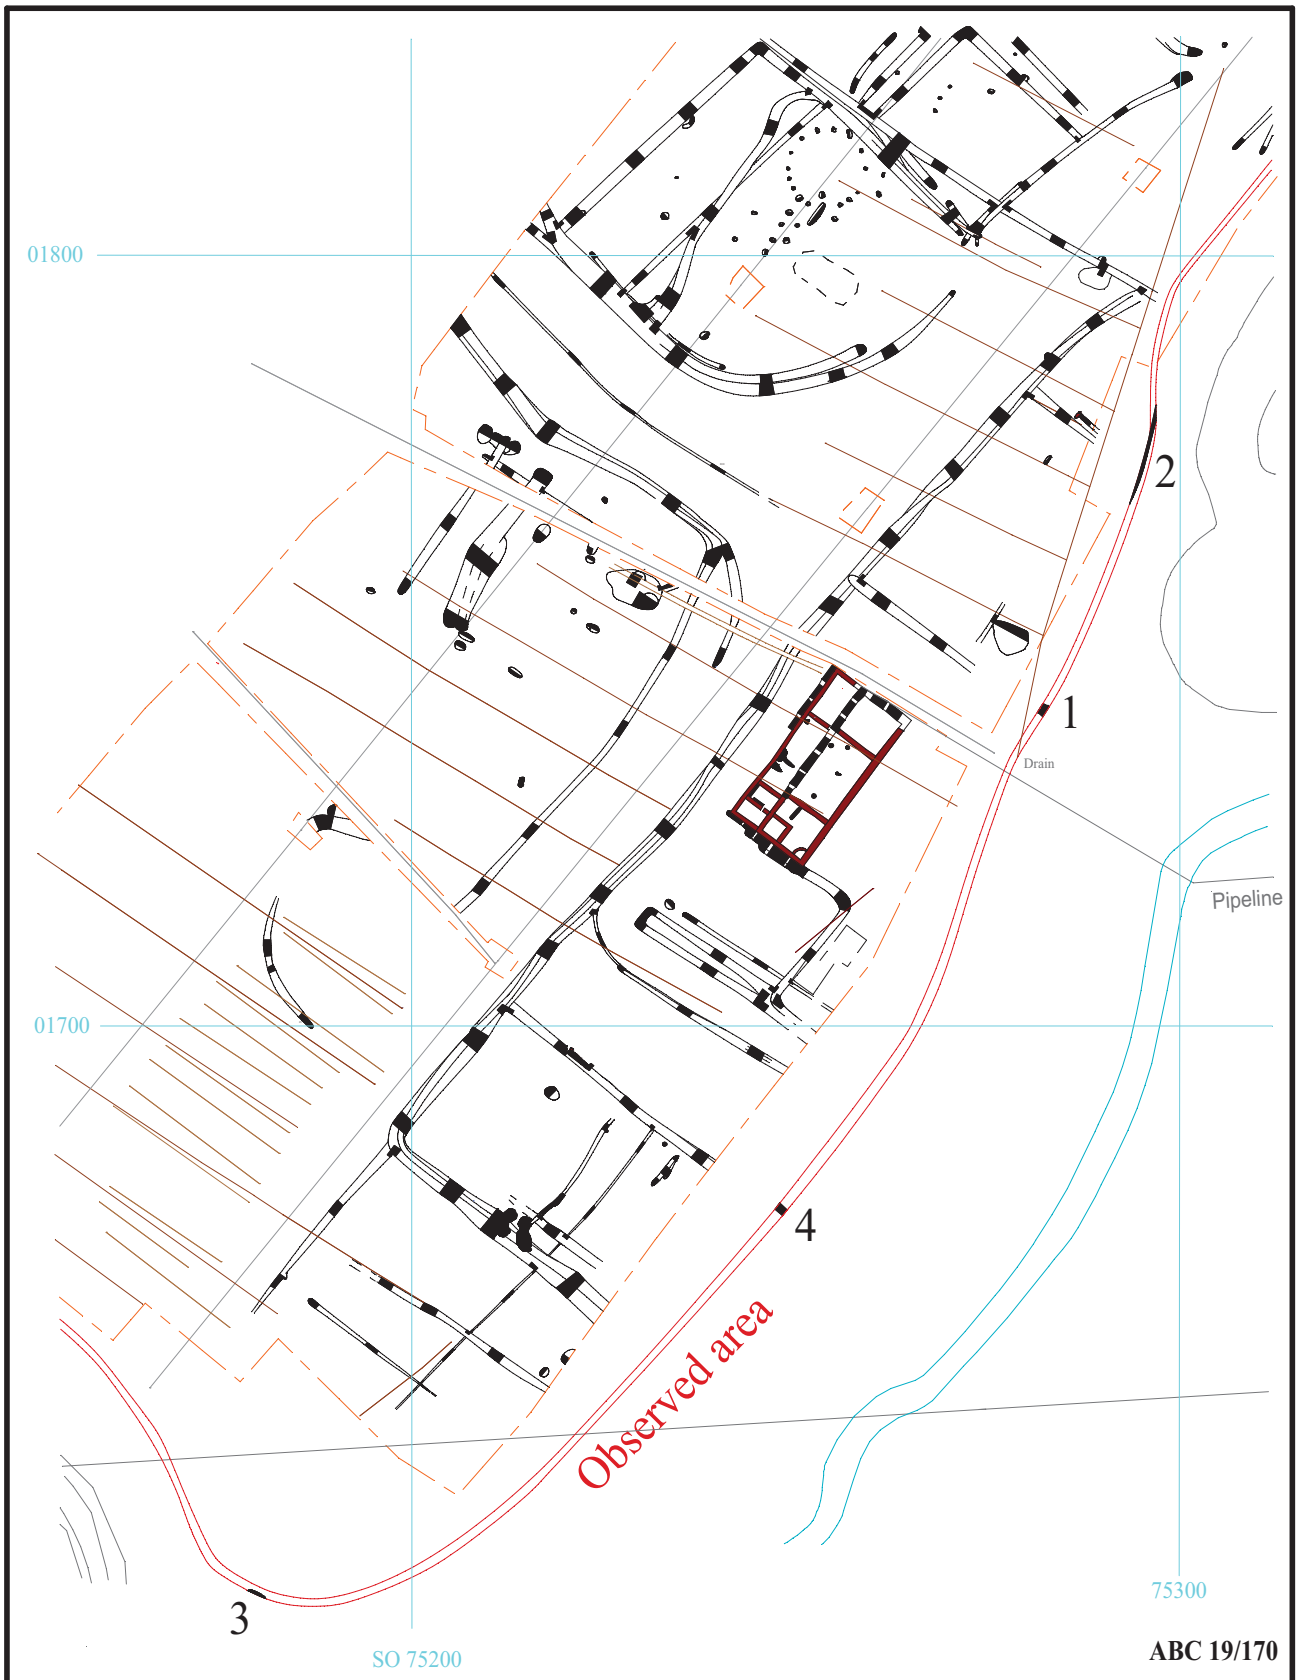 01800
2
1
Drain
Pipeline
01700
4
Observed area
75300
3
SO 75200
ABC 19/170